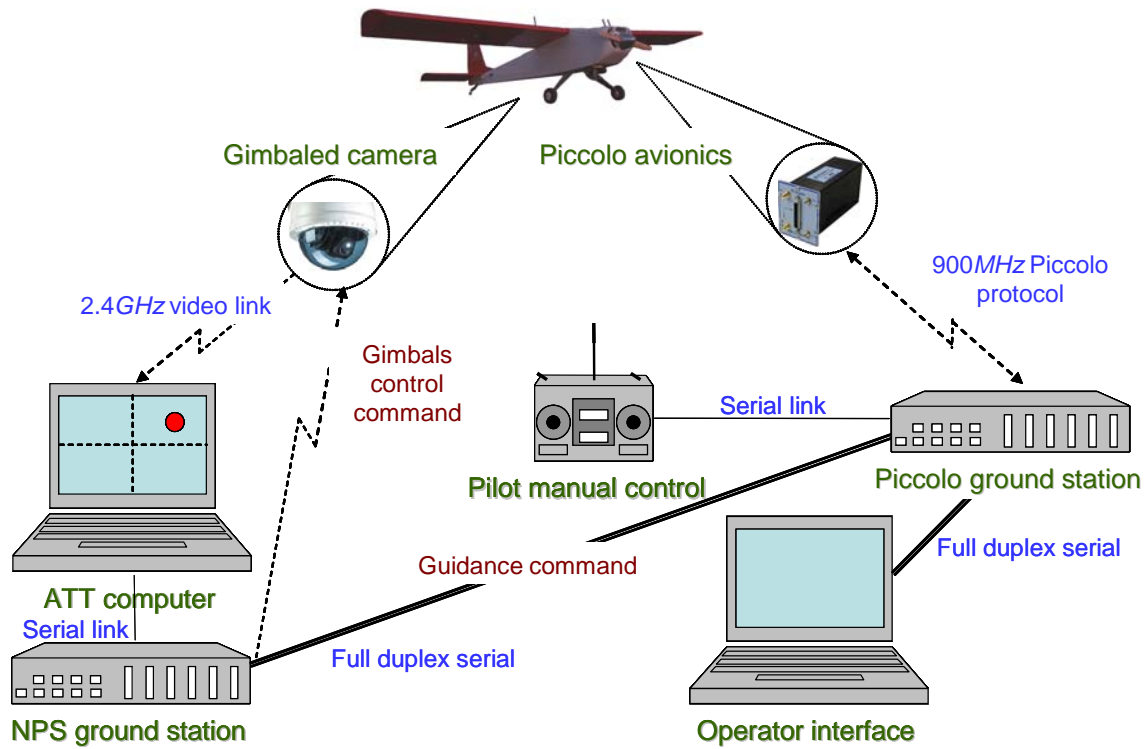 Gimbaled camera
Piccolo avionics
2.4GHz video link
900MHz Piccolo
protocol
Gimbals
control
command
Serial link
Pilot manual control
Piccolo ground station
Guidance command
Full duplex serial
ATT computer
Serial link
Full duplex serial
NPS ground station
Operator interface